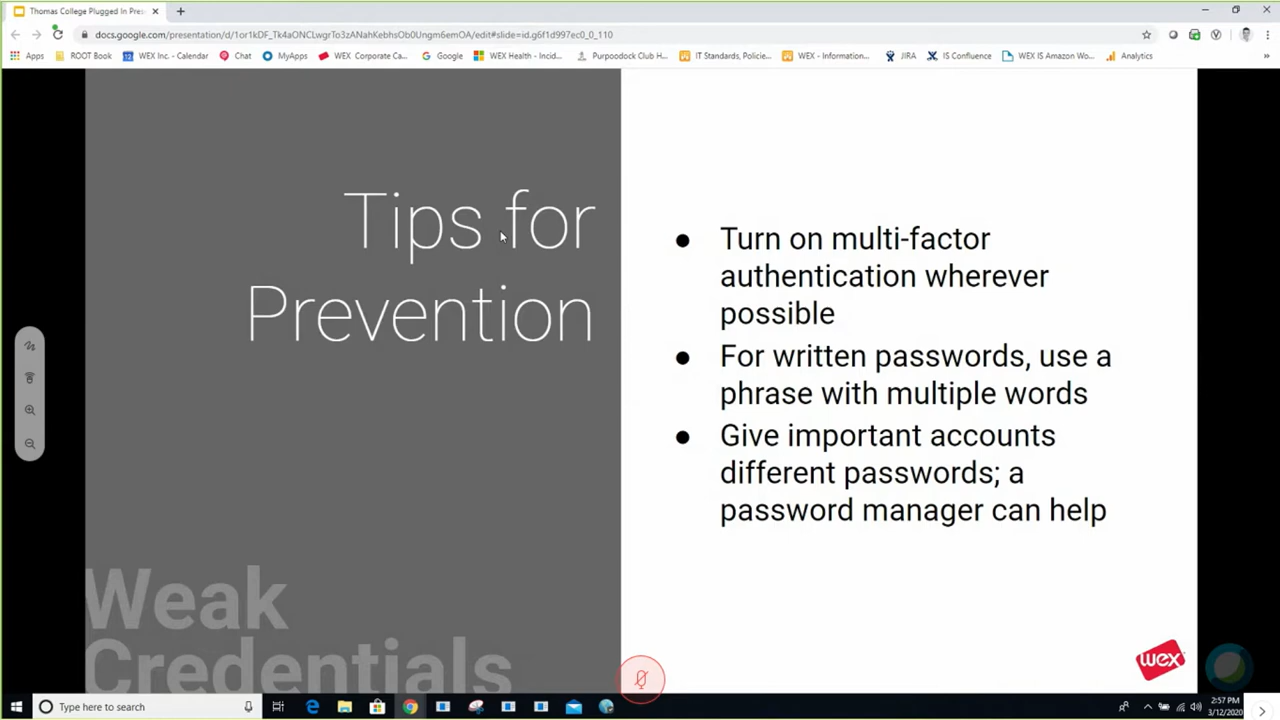 Thomas College Plugged In Pres
docs.google.com/presentation/d/1or1kDF_Tk4aONCLwgrTo3zANahKebhsOb0Ungm6emOA/edit#slide=id.g6f1d997ec0_0_110
Apps ROOT Book WEX Inc. - Calendar Chat MyApps WEX Corporate Ca... Google WEX Health - Incid... Purpoodock Club H... IT Standards, Policie... WEX - Information... JIRA IS Confluence WEX IS Amazon Wo... Analytics
Tips for
Prevention
Turn on multi-factor
authentication wherever
possible
For written passwords, use a
phrase with multiple words
Give important accounts
different passwords; a
password manager can help
Weak
Credentials
wex
Type here to search
2:57 PM
3/12/2020